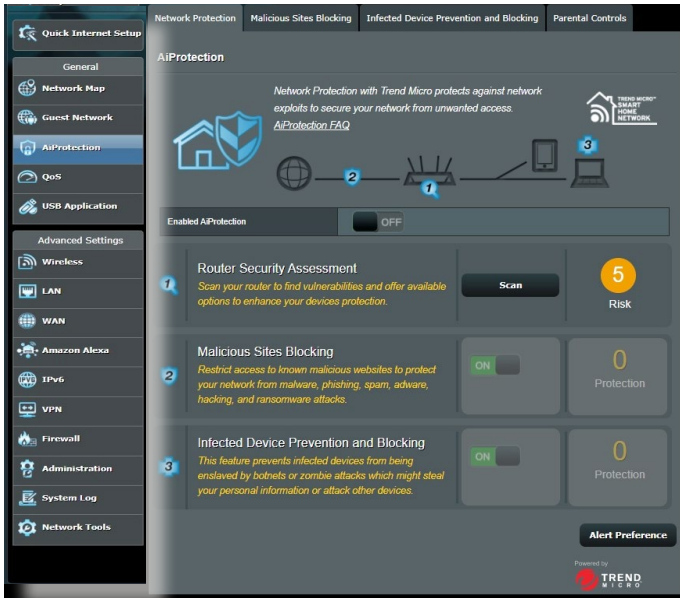 Network Protection
Malicious Sites Blocking
Infected Device Prevention and Blocking
Parental Controls
Quick Internet Setup
General
Network Map
Guest Network
AiProtection
QoS
USB Application
Advanced Settings
Wireless
LAN
WAN
Amazon Alexa
IPv6
VPN
Firewall
Administration
System Log
Network Tools
AiProtection
Network Protection with Trend Micro protects against network
exploits to secure your network from unwanted access.
AiProtection FAQ
TREND MICRO™
SMART
HOME
NETWORK
3
2
1
Enabled AiProtection
OFF
1
Router Security Assessment
Scan your router to find vulnerabilities and offer available
options to enhance your devices protection.
Scan
5
Risk
2
Malicious Sites Blocking
Restrict access to known malicious websites to protect
your network from malware, phishing, spam, adware,
hacking, and ransomware attacks.
ON
0
Protection
3
Infected Device Prevention and Blocking
This feature prevents infected devices from being
enslaved by botnets or zombie attacks which might steal
your personal information or attack other devices.
ON
0
Protection
Alert Preference
Powered by
TREND
MICRO